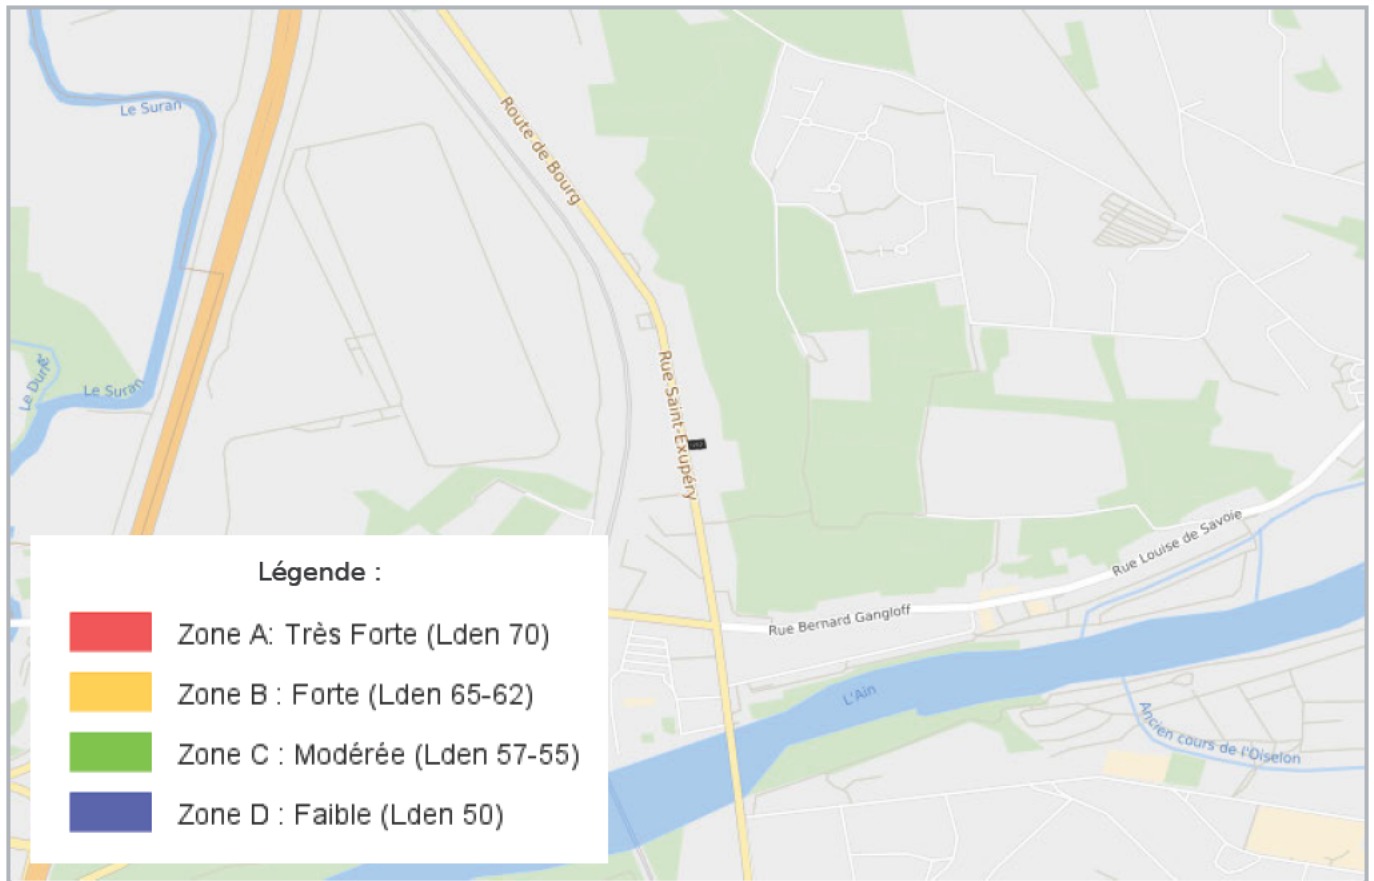 Le Suran
Route de Bourg
Le Suran
Rue Saint-Exupéry
Rue Louise de Savoie
Rue Bernard Gangloff
L'Ain
Ancien cours de l'Oiselon
Légende :
Zone A: Très Forte (Lden 70)
Zone B : Forte (Lden 65-62)
Zone C : Modérée (Lden 57-55)
Zone D : Faible (Lden 50)